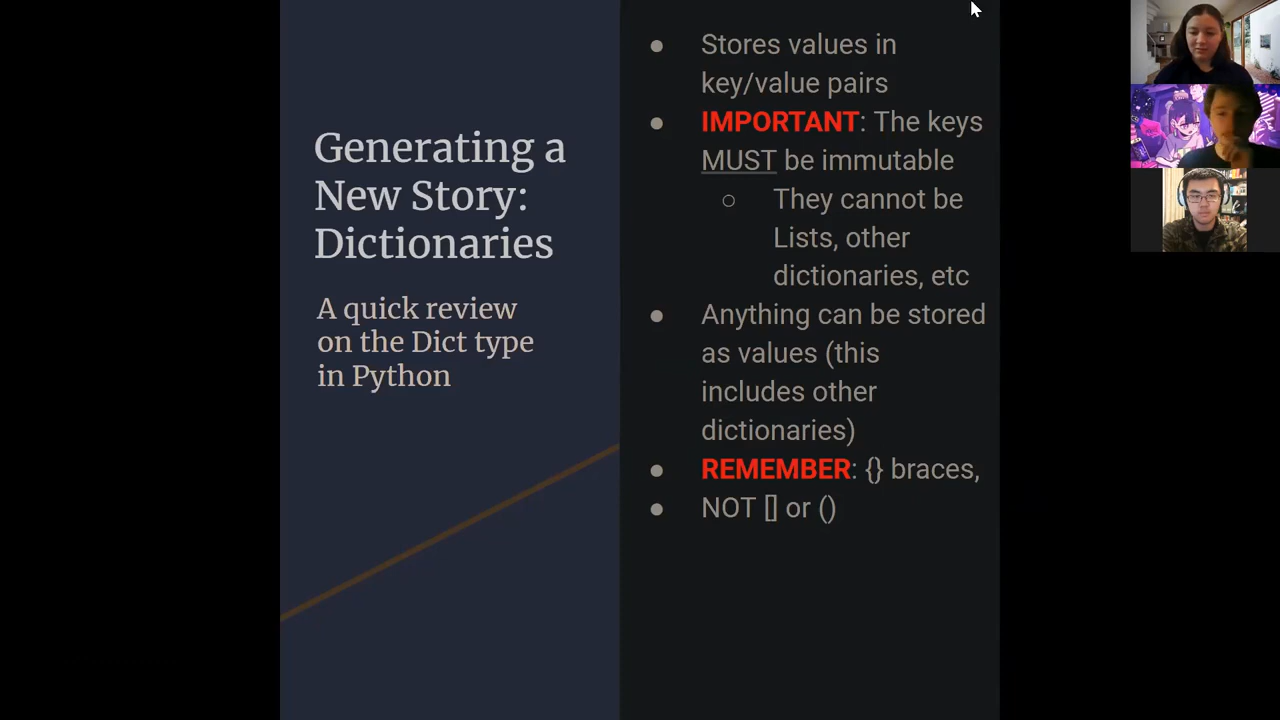 Generating a
New Story:
Dictionaries
A quick review
on the Dict type
in Python
● Stores values in
key/value pairs
● IMPORTANT: The keys
MUST be immutable
○ They cannot be
Lists, other
dictionaries, etc
● Anything can be stored
as values (this
includes other
dictionaries)
● REMEMBER: {} braces,
● NOT [] or ()